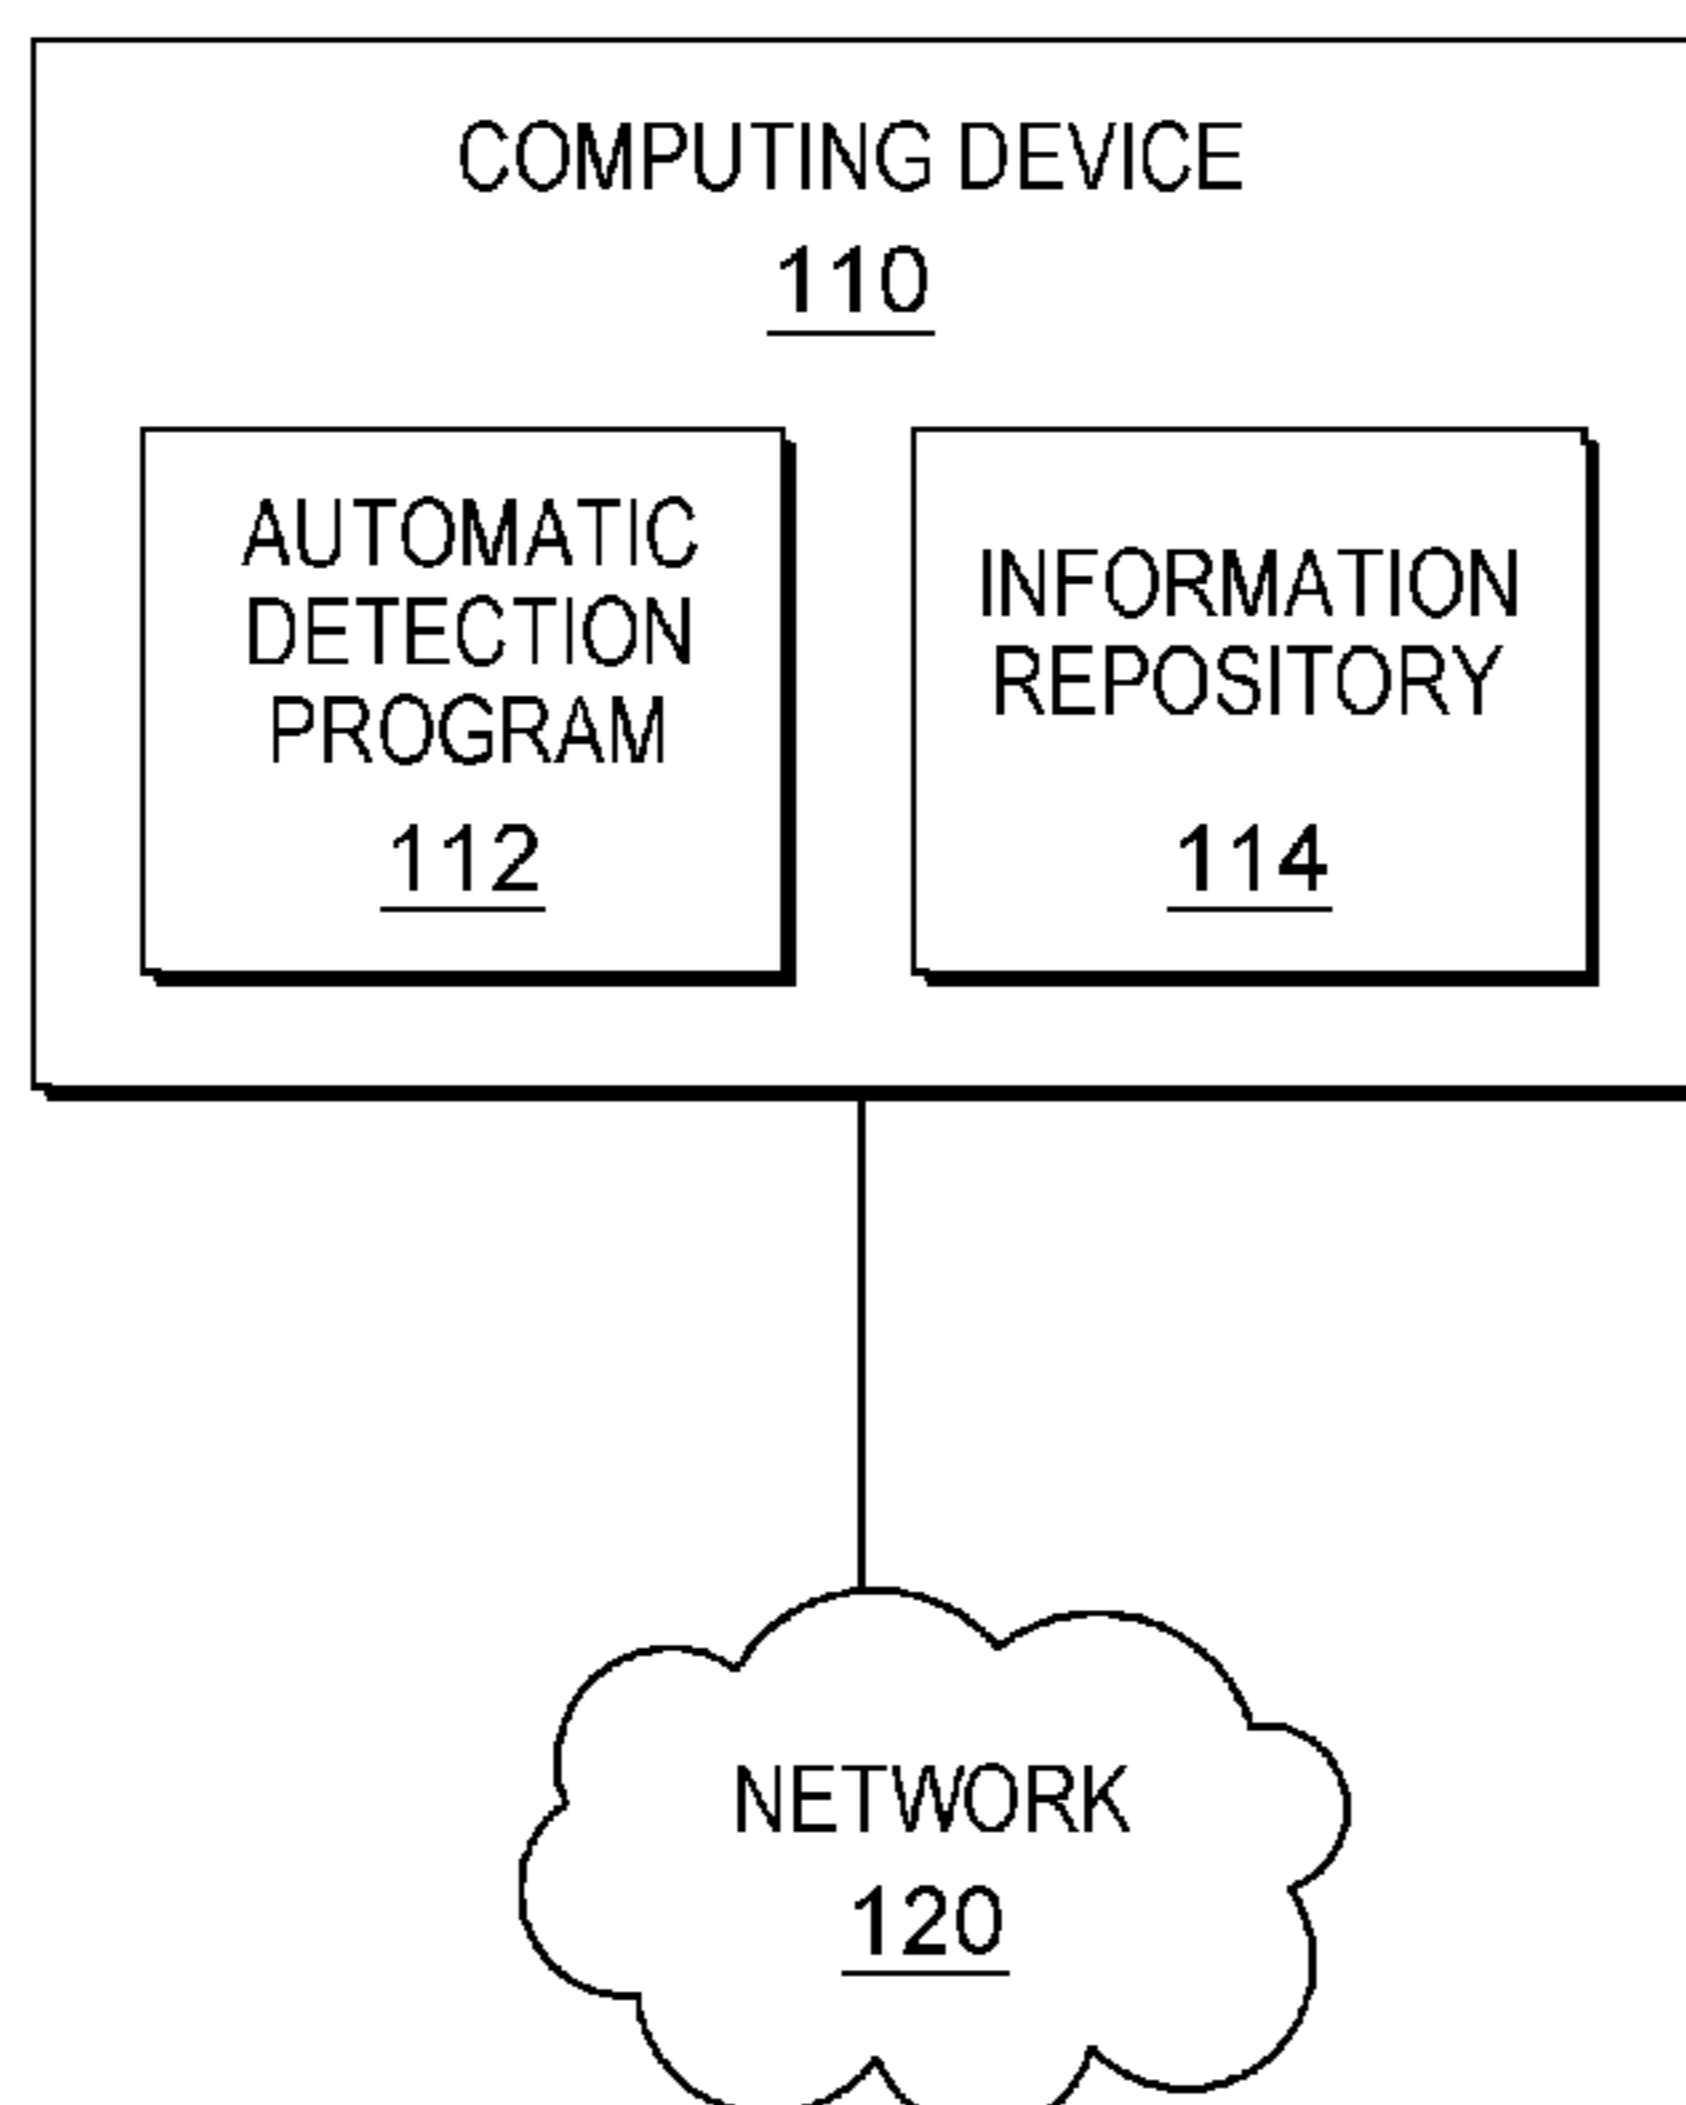 COMPUTING DEVICE
110
AUTOMATIC
DETECTION
PROGRAM
112
INFORMATION
REPOSITORY
114
NETWORK
120